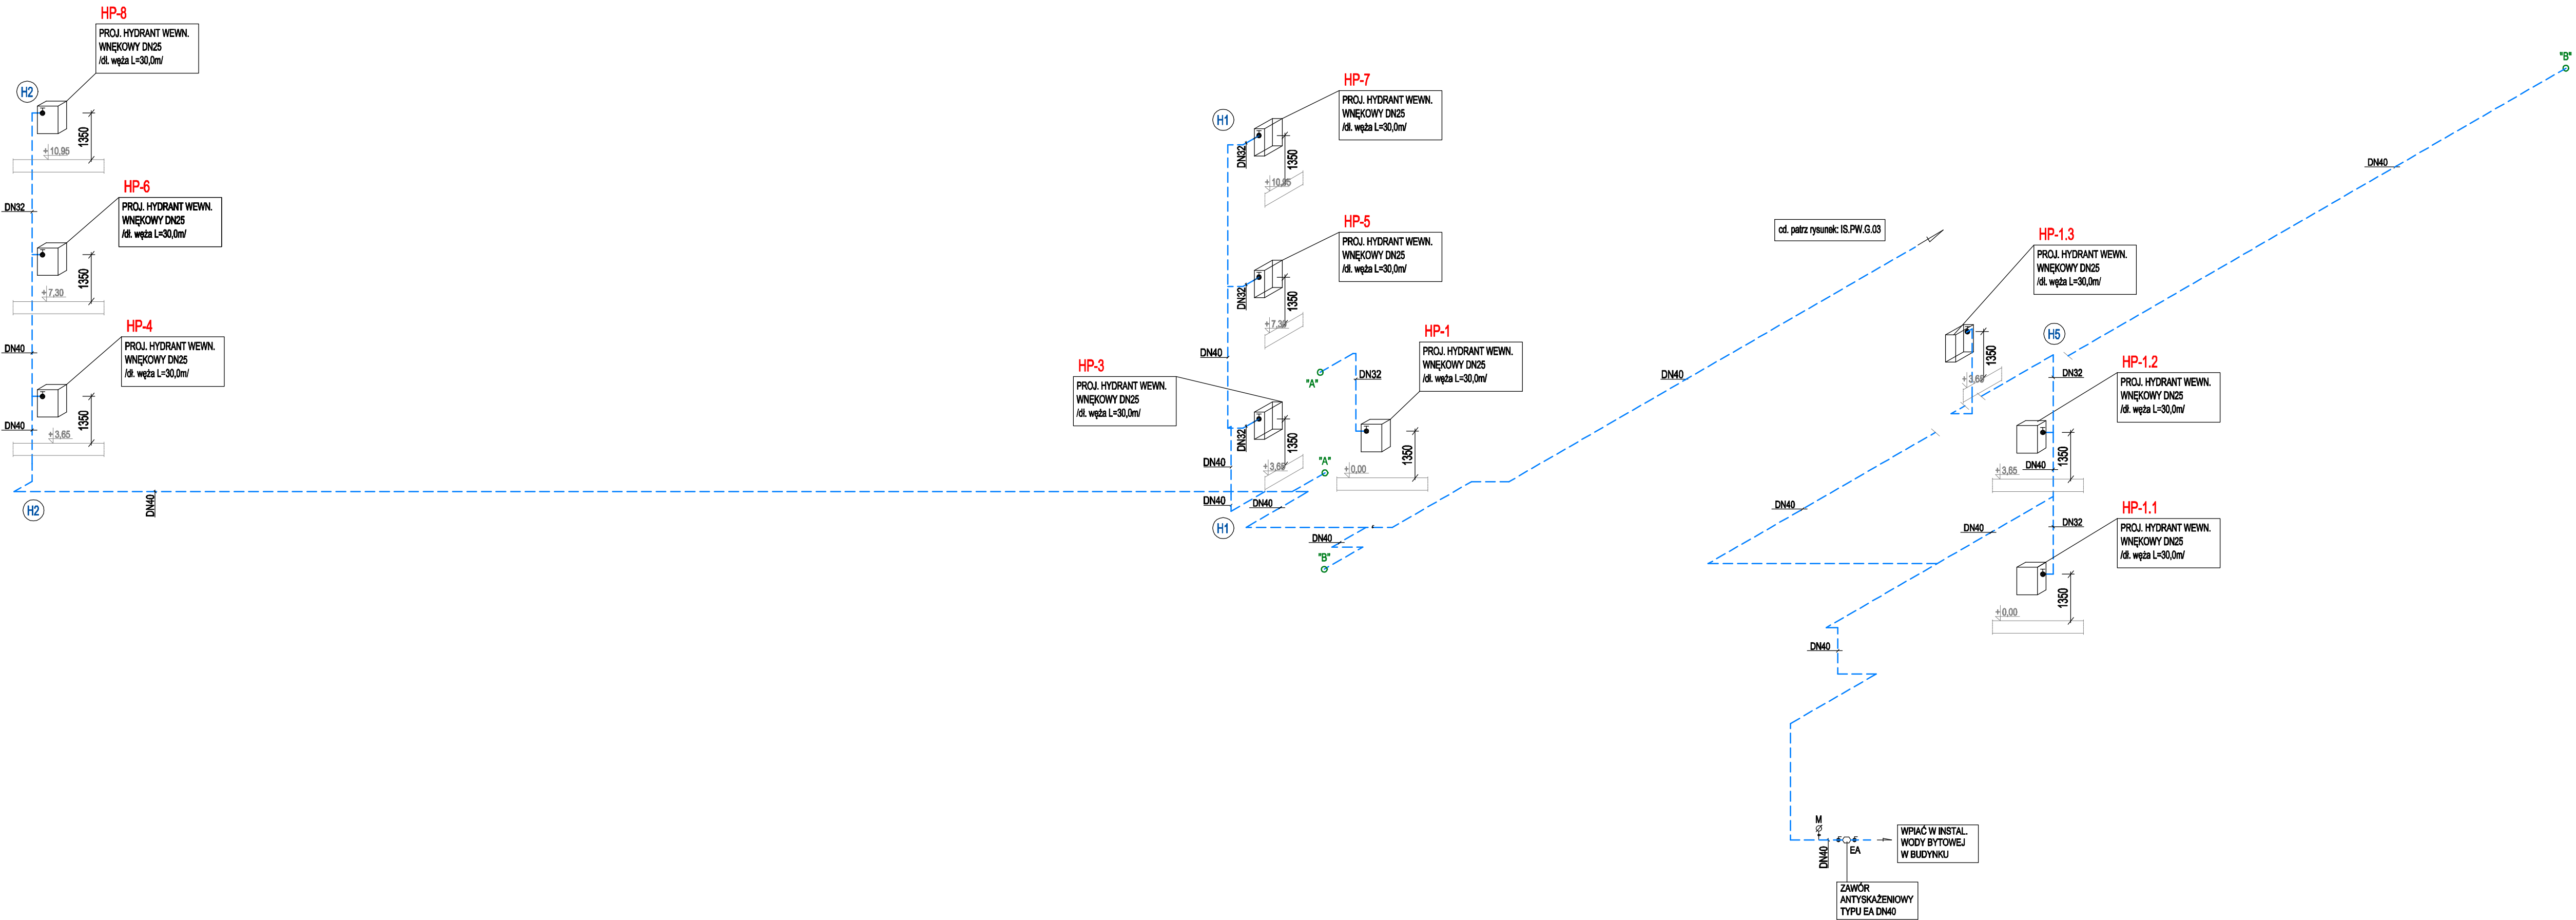 HP-8
PROJ. HYDRANT WEWN.
WNĘKOWY DN25
/dł. węża L=30,0m/
H2
1350
+10,95
HP-6
PROJ. HYDRANT WEWN.
WNĘKOWY DN25
/dł. węża L=30,0m/
DN32
1350
+7,30
HP-4
PROJ. HYDRANT WEWN.
WNĘKOWY DN25
/dł. węża L=30,0m/
DN40
1350
DN40
+3,65
H2
DN40
HP-7
PROJ. HYDRANT WEWN.
WNĘKOWY DN25
/dł. węża L=30,0m/
H1
DN32
1350
+10,95
HP-5
PROJ. HYDRANT WEWN.
WNĘKOWY DN25
/dł. węża L=30,0m/
DN32
1350
+7,30
DN40
HP-3
PROJ. HYDRANT WEWN.
WNĘKOWY DN25
/dł. węża L=30,0m/
DN32
1350
+3,65
DN40
DN40
DN40
H1
"A"
DN32
HP-1
PROJ. HYDRANT WEWN.
WNĘKOWY DN25
/dł. węża L=30,0m/
1350
+0,00
"A"
DN40
"B"
DN40
cd. patrz rysunek: IS.PW.G.03
"B"
DN40
HP-1.3
PROJ. HYDRANT WEWN.
WNĘKOWY DN25
/dł. węża L=30,0m/
1350
+3,65
H5
DN32
HP-1.2
PROJ. HYDRANT WEWN.
WNĘKOWY DN25
/dł. węża L=30,0m/
1350
DN40
+3,65
DN40
DN40
DN32
HP-1.1
PROJ. HYDRANT WEWN.
WNĘKOWY DN25
/dł. węża L=30,0m/
1350
+0,00
DN40
M
DN40
EA
WPIAĆ W INSTAL.
WODY BYTOWEJ
W BUDYNKU
ZAWÓR
ANTYSKAŻENIOWY
TYPU EA DN40